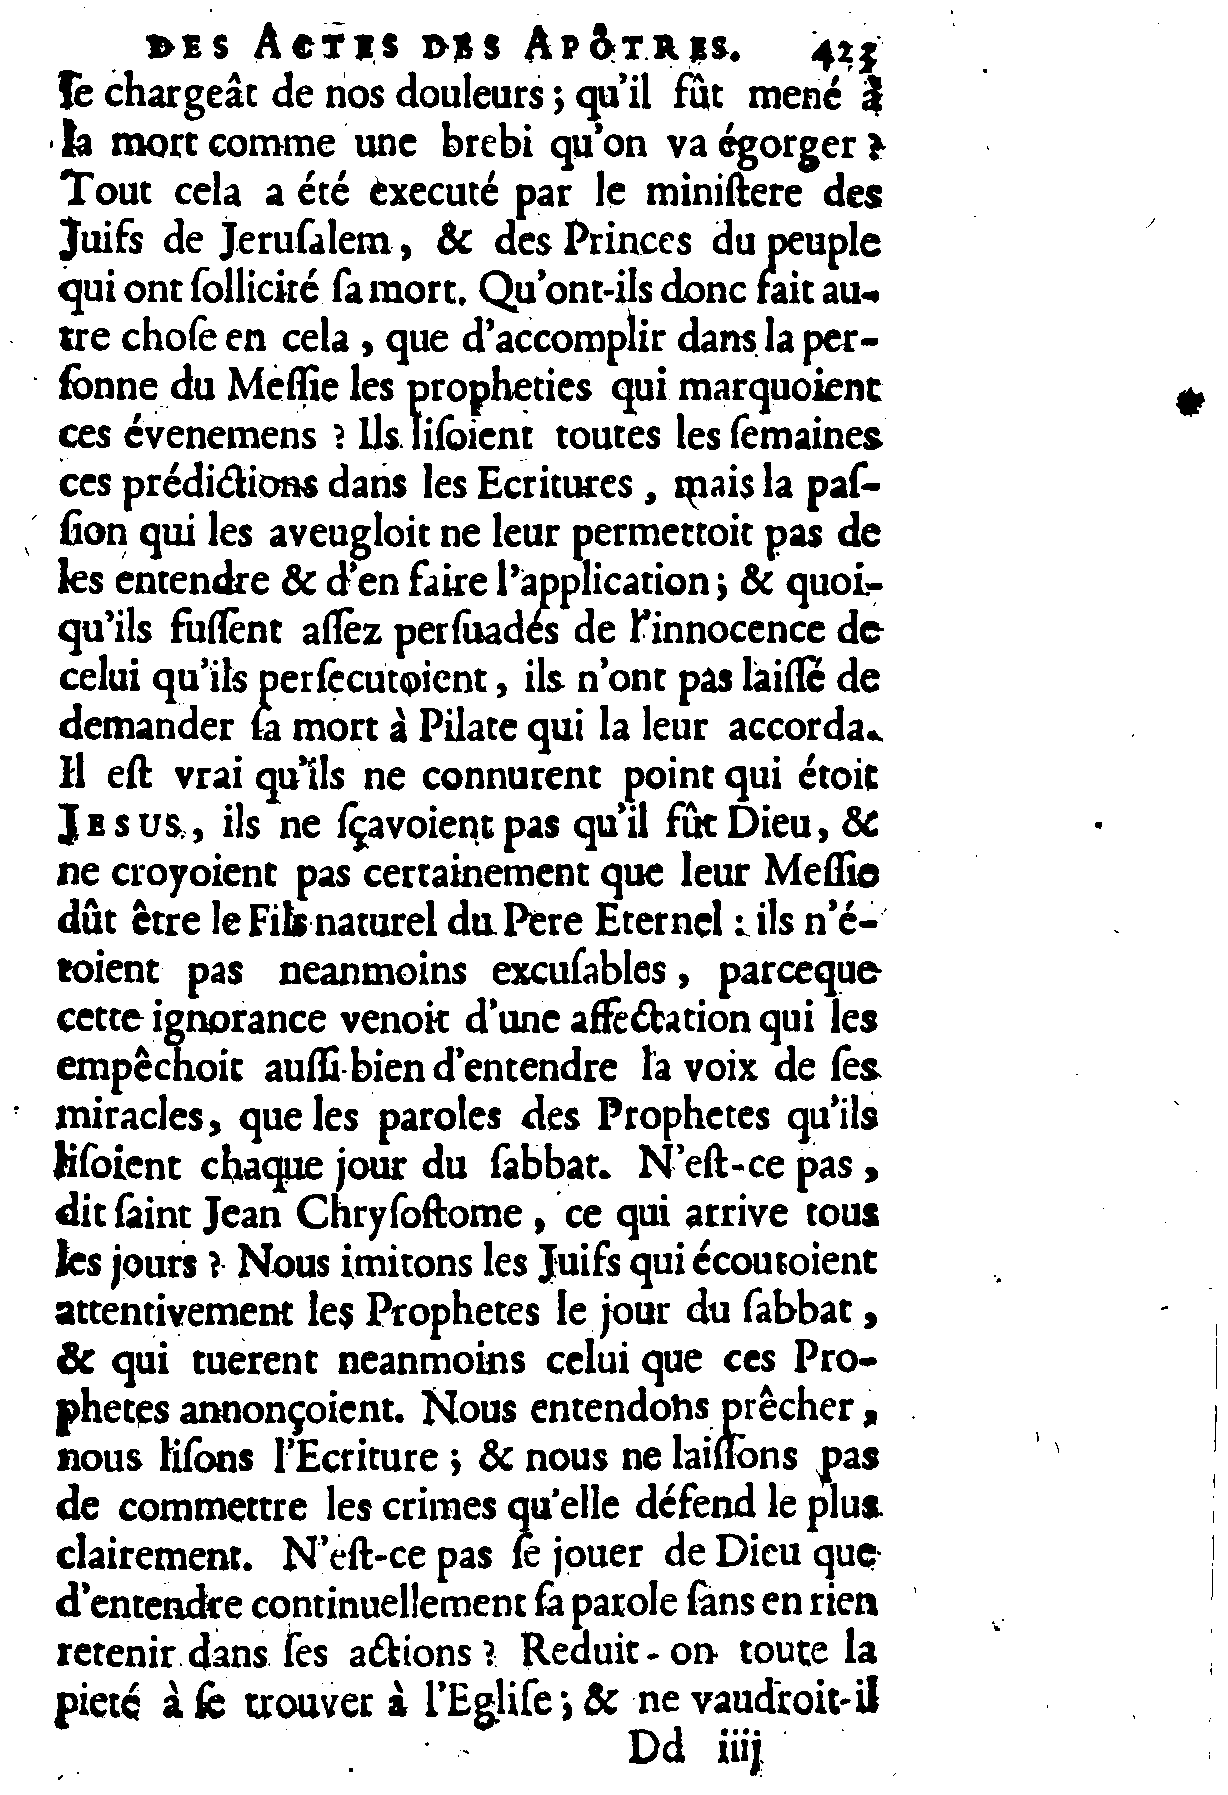 DES ACTES DES APÔTRES. 423
ſe chargeât de nos douleurs ; qu'il fût mené à
la mort comme une brebi qu'on va égorger ?
Tout cela a été executé par le miniſtere des
Juifs de Jeruſalem, & des Princes du peuple
qui ont ſollicité ſa mort. Qu'ont-ils donc fait au-
tre choſe en cela , que d'accomplir dans la per-
ſonne du Meſſie les propheties qui marquoient
ces évenemens ? Ils liſoient toutes les ſemaines
ces prédictions dans les Ecritures , mais la paſ-
ſion qui les aveugloit ne leur permettoit pas de
les entendre & d'en faire l'application ; & quoi-
qu'ils fuſſent aſſez perſuadés de l'innocence de
celui qu'ils perſecutoient , ils n'ont pas laiſſé de
demander ſa mort à Pilate qui la leur accorda.
Il eſt vrai qu'ils ne connurent point qui étoit
JESUS, ils ne ſçavoient pas qu'il fût Dieu, &
ne croyoient pas certainement que leur Meſſie
dût être le Fils naturel du Pere Eternel : ils n'é-
toient pas neanmoins excuſables , parceque
cette ignorance venoit d'une affectation qui les
empêchoit auſſi-bien d'entendre la voix de ſes
miracles, que les paroles des Prophetes qu'ils
liſoient chaque jour du ſabbat. N'eſt-ce pas ,
dit ſaint Jean Chryſoſtome , ce qui arrive tous
les jours ? Nous imitons les Juifs qui écoutoient
attentivement les Prophetes le jour du ſabbat ,
& qui tuerent neanmoins celui que ces Pro-
phetes annonçoient. Nous entendons prêcher ,
nous liſons l'Ecriture ; & nous ne laiſſons pas
de commettre les crimes qu'elle défend le plus
clairement. N'eſt-ce pas ſe jouer de Dieu que
d'entendre continuellement ſa parole ſans en rien
retenir dans ſes actions ? Reduit-on toute la
pieté à ſe trouver à l'Egliſe ; & ne vaudroit-il
Dd iiij